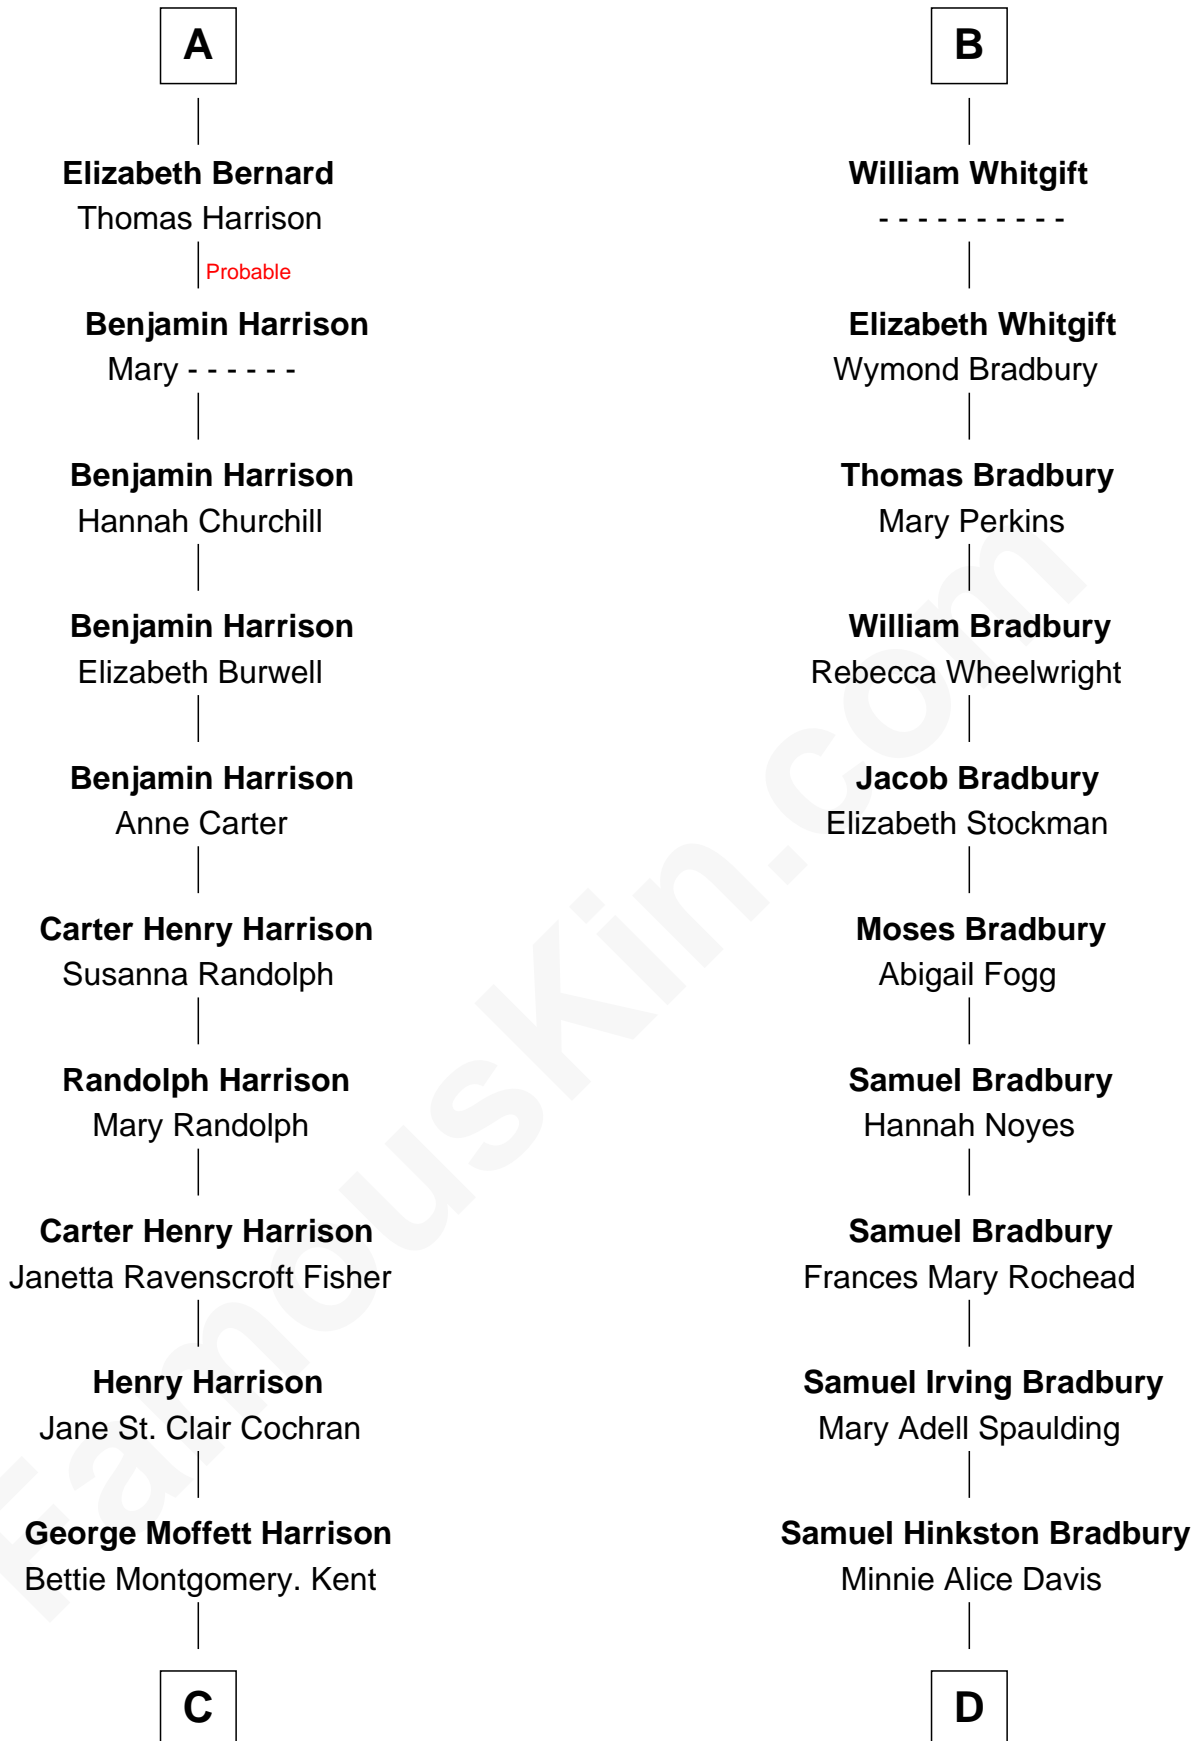 A
Elizabeth Bernard
Thomas Harrison
Probable
Benjamin Harrison
Mary - - - - - -
Benjamin Harrison
Hannah Churchill
Benjamin Harrison
Elizabeth Burwell
Benjamin Harrison
Anne Carter
Carter Henry Harrison
Susanna Randolph
Randolph Harrison
Mary Randolph
Carter Henry Harrison
Janetta Ravenscroft Fisher
Henry Harrison
Jane St. Clair Cochran
George Moffett Harrison
Bettie Montgomery. Kent
C
B
William Whitgift
- - - - - - - - - -
Elizabeth Whitgift
Wymond Bradbury
Thomas Bradbury
Mary Perkins
William Bradbury
Rebecca Wheelwright
Jacob Bradbury
Elizabeth Stockman
Moses Bradbury
Abigail Fogg
Samuel Bradbury
Hannah Noyes
Samuel Bradbury
Frances Mary Rochead
Samuel Irving Bradbury
Mary Adell Spaulding
Samuel Hinkston Bradbury
Minnie Alice Davis
D
FamousKin.com